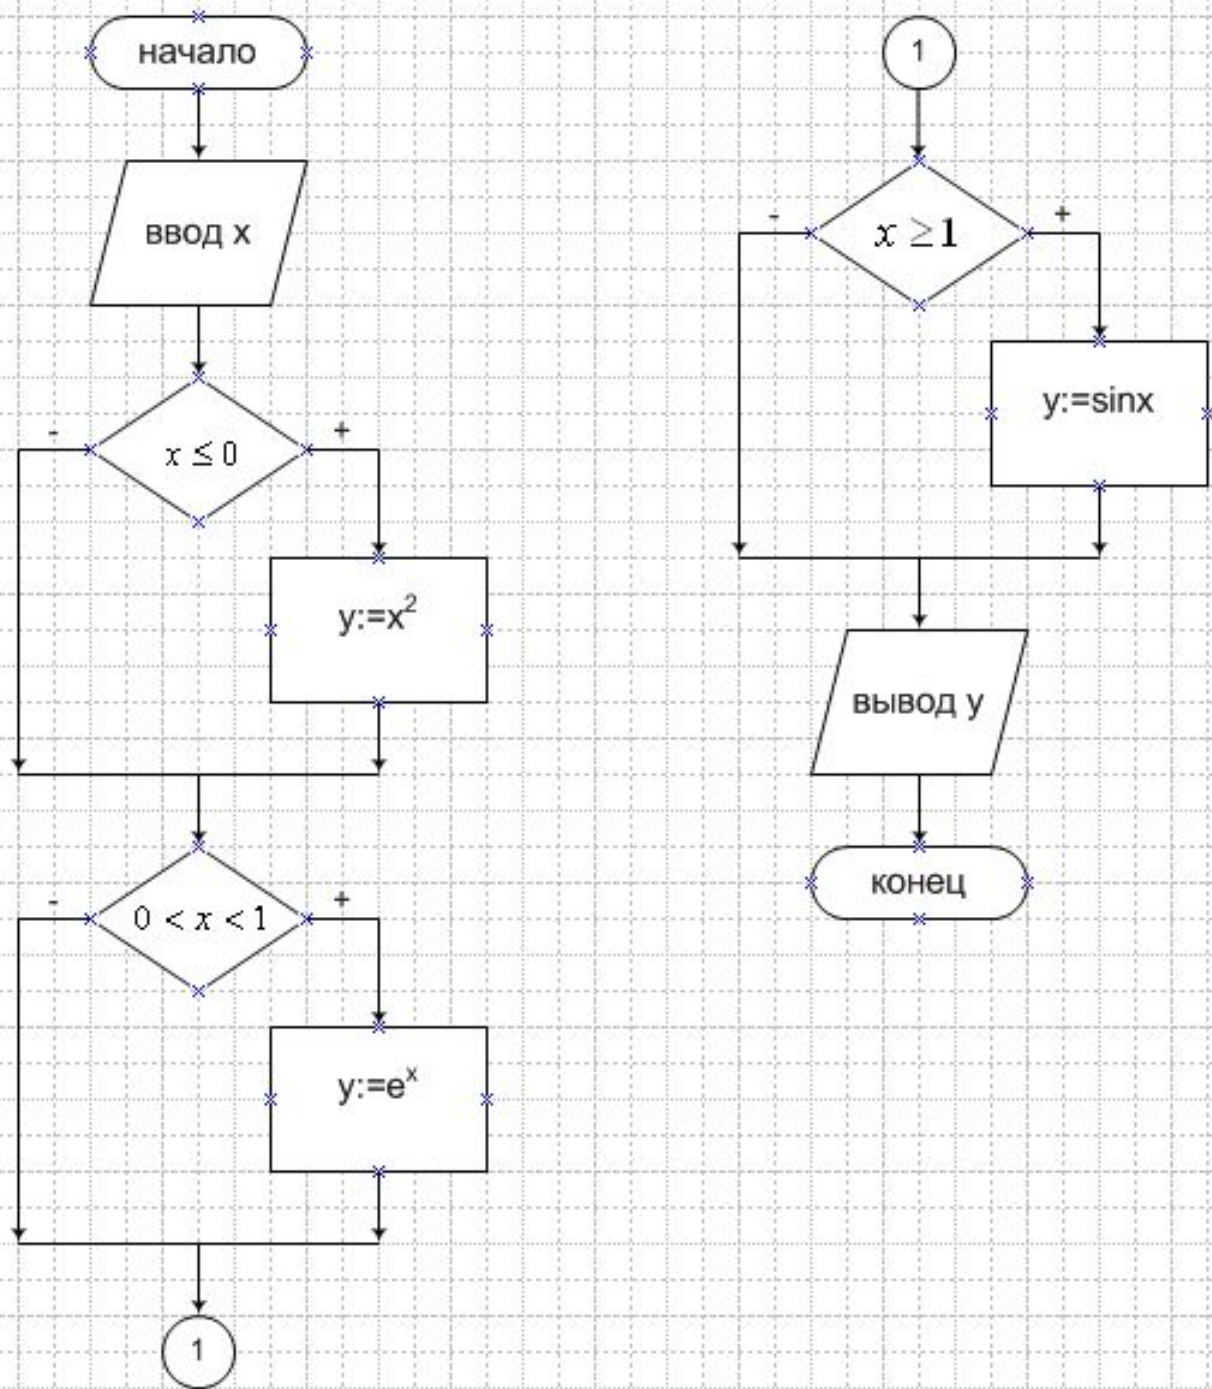 начало
ввод x
x ≤ 0
-
+
y:=x²
0 < x < 1
-
+
y:=eˣ
1
1
x ≥1
-
+
y:=sinx
вывод y
конец